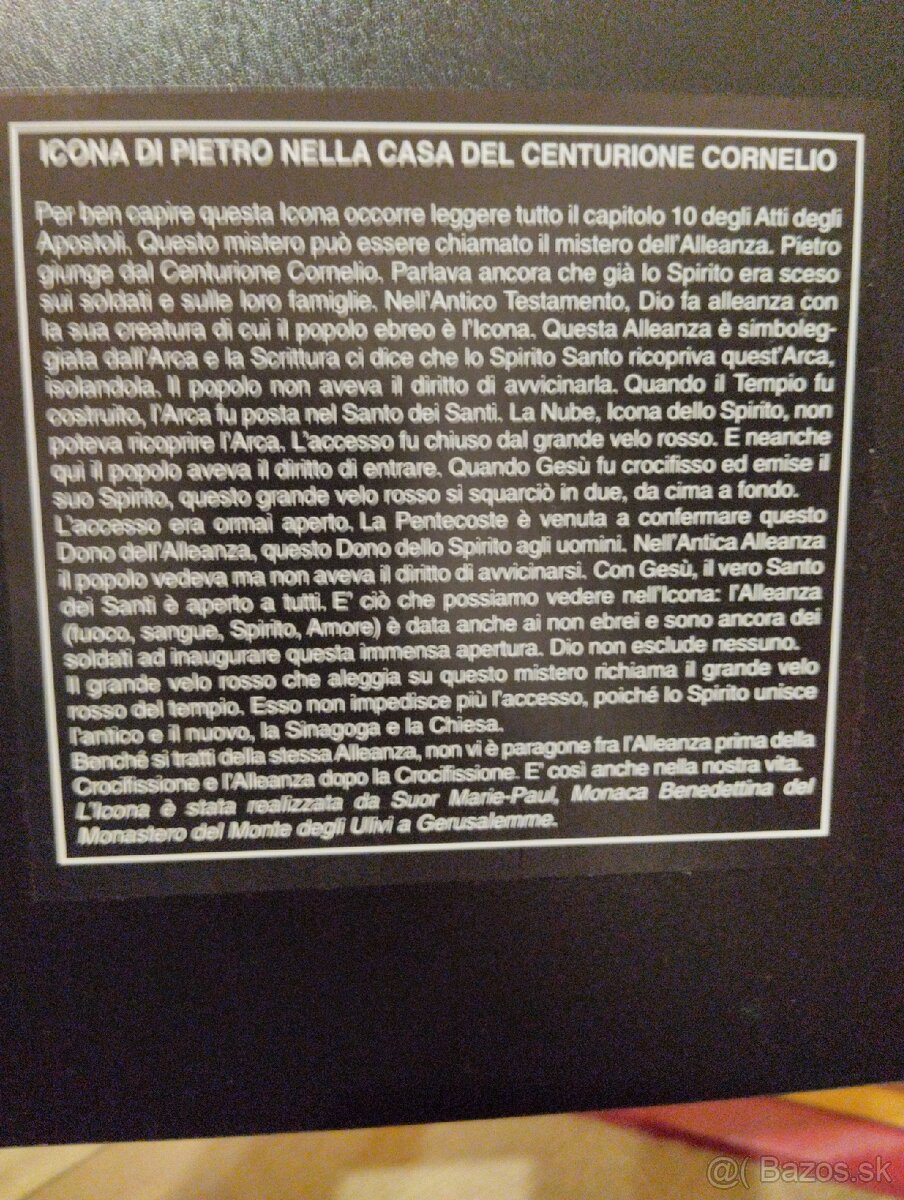 ICONA DI PIETRO NELLA CASA DEL CENTURIONE CORNELIO
Per ben capire questa Icona occorre leggere tutto il capitolo 10 degli Atti degli
Apostoli. Questo mistero può essere chiamato il mistero dell'Alleanza. Pietro
giunge dal Centurione Cornelio. Parlava ancora che già lo Spirito era sceso
sui soldati e sulle loro famiglie. Nell'Antico Testamento, Dio fa alleanza con
la sua creatura di cui il popolo ebreo è l'Icona. Questa Alleanza è simboleg-
giata dall'Arca e la Scrittura ci dice che lo Spirito Santo ricopriva quest'Arca,
isolandola. Il popolo non aveva il diritto di avvicinarla. Quando il Tempio fu
costruito, l'Arca fu posta nel Santo dei Santi. La Nube, Icona dello Spirito, non
poteva ricoprire l'Arca. L'accesso fu chiuso dal grande velo rosso. E neanche
qui il popolo aveva il diritto di entrare. Quando Gesù fu crocifisso ed emise il
suo Spirito, questo grande velo rosso si squarciò in due, da cima a fondo.
L'accesso era ormai aperto. La Pentecoste è venuta a confermare questo
Dono dell'Alleanza, questo Dono dello Spirito agli uomini. Nell'Antica Alleanza
il popolo vedeva ma non aveva il diritto di avvicinarsi. Con Gesù, il vero Santo
dei Santi è aperto a tutti. E' ciò che possiamo vedere nell'Icona: l'Alleanza
(fuoco, sangue, Spirito, Amore) è data anche ai non ebrei e sono ancora dei
soldati ad inaugurare questa immensa apertura. Dio non esclude nessuno.
Il grande velo rosso che aleggia su questo mistero richiama il grande velo
rosso del tempio. Esso non impedisce più l'accesso, poiché lo Spirito unisce
l'antico e il nuovo, la Sinagoga e la Chiesa.
Benché si tratti della stessa Alleanza, non vi è paragone fra l'Alleanza prima della
Crocifissione e l'Alleanza dopo la Crocifissione. E' così anche nella nostra vita.
L'Icona è stata realizzata da Suor Marie-Paul, Monaca Benedettina del
Monastero del Monte degli Ulivi a Gerusalemme.
@( Bazos.sk